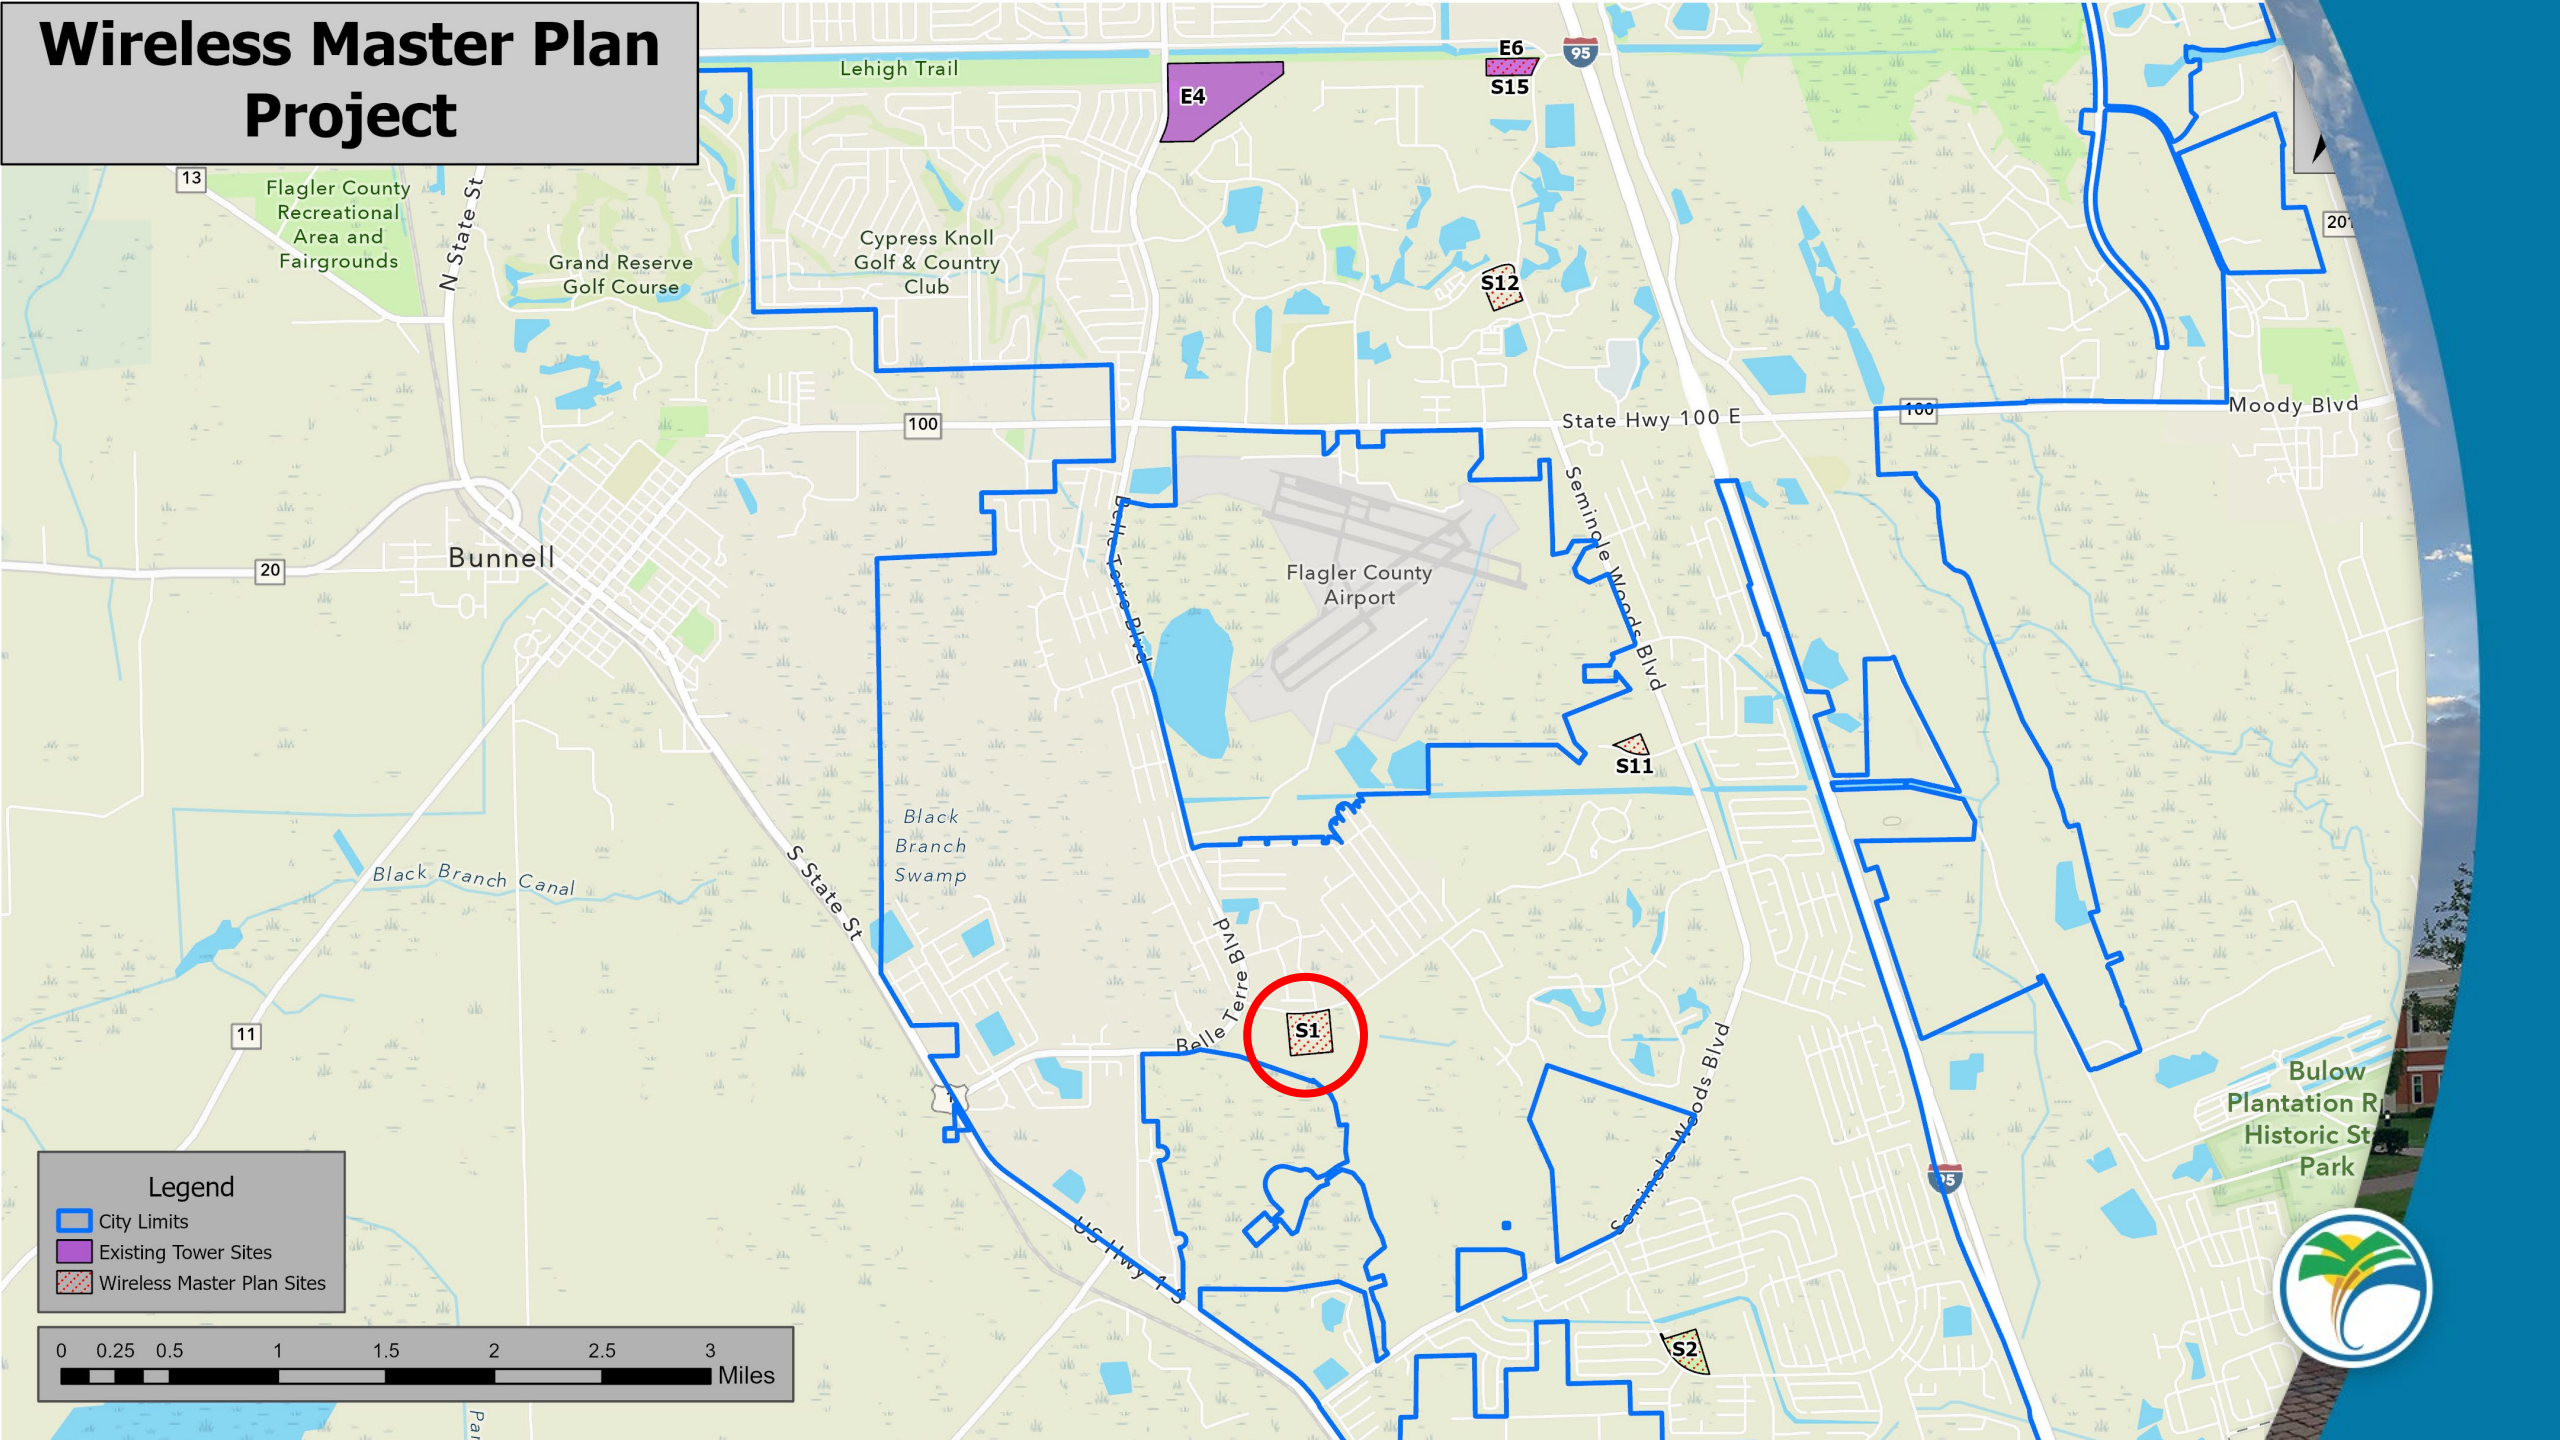 Wireless Master Plan
Project
Lehigh Trail
E4
E6
S15
95
13
Flagler County
Recreational
Area and
Fairgrounds
N State St
Grand Reserve
Golf Course
Cypress Knoll
Golf & Country
Club
S12
201
100
State Hwy 100 E
100
Moody Blvd
20
Bunnell
Belle Terre Blvd
Flagler County
Airport
Seminole Woods Blvd
S11
Black
Branch
Swamp
Black Branch Canal
S State St
Belle Terre Blvd
Belle Terre
S1
11
Seminole Woods Blvd
Bulow
Plantation R
Historic St
Park
95
US Hwy 1 S
S2
Legend
City Limits
Existing Tower Sites
Wireless Master Plan Sites
0 0.25 0.5 1 1.5 2 2.5 3
Miles